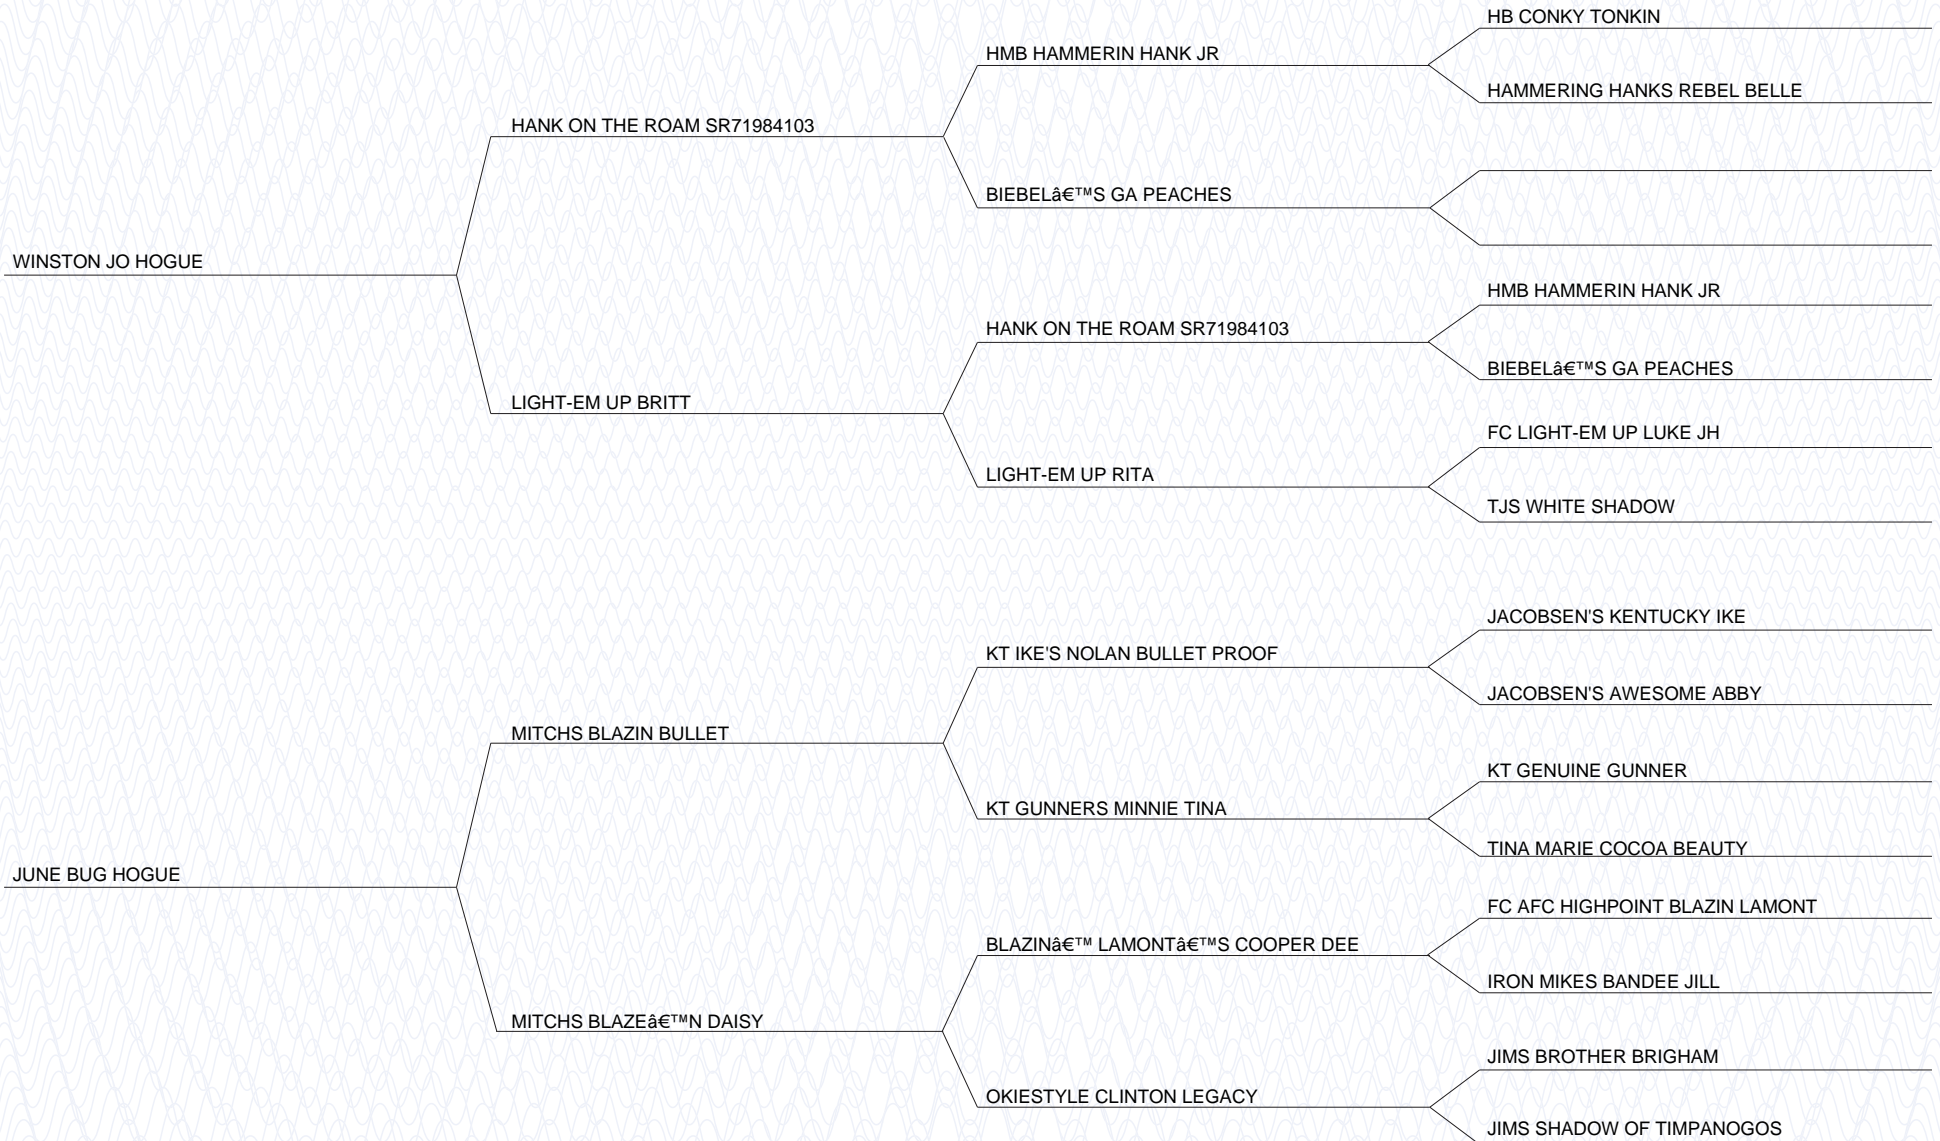 HB CONKY TONKIN
HMB HAMMERIN HANK JR
HAMMERING HANKS REBEL BELLE
HANK ON THE ROAM SR71984103
BIEBELâ€™S GA PEACHES
WINSTON JO HOGUE
HMB HAMMERIN HANK JR
HANK ON THE ROAM SR71984103
BIEBELâ€™S GA PEACHES
LIGHT-EM UP BRITT
FC LIGHT-EM UP LUKE JH
LIGHT-EM UP RITA
TJS WHITE SHADOW
JACOBSEN'S KENTUCKY IKE
KT IKE'S NOLAN BULLET PROOF
JACOBSEN'S AWESOME ABBY
MITCHS BLAZIN BULLET
KT GENUINE GUNNER
KT GUNNERS MINNIE TINA
TINA MARIE COCOA BEAUTY
JUNE BUG HOGUE
FC AFC HIGHPOINT BLAZIN LAMONT
BLAZINâ€™ LAMONTâ€™S COOPER DEE
IRON MIKES BANDEE JILL
MITCHS BLAZEâ€™N DAISY
JIMS BROTHER BRIGHAM
OKIESTYLE CLINTON LEGACY
JIMS SHADOW OF TIMPANOGOS